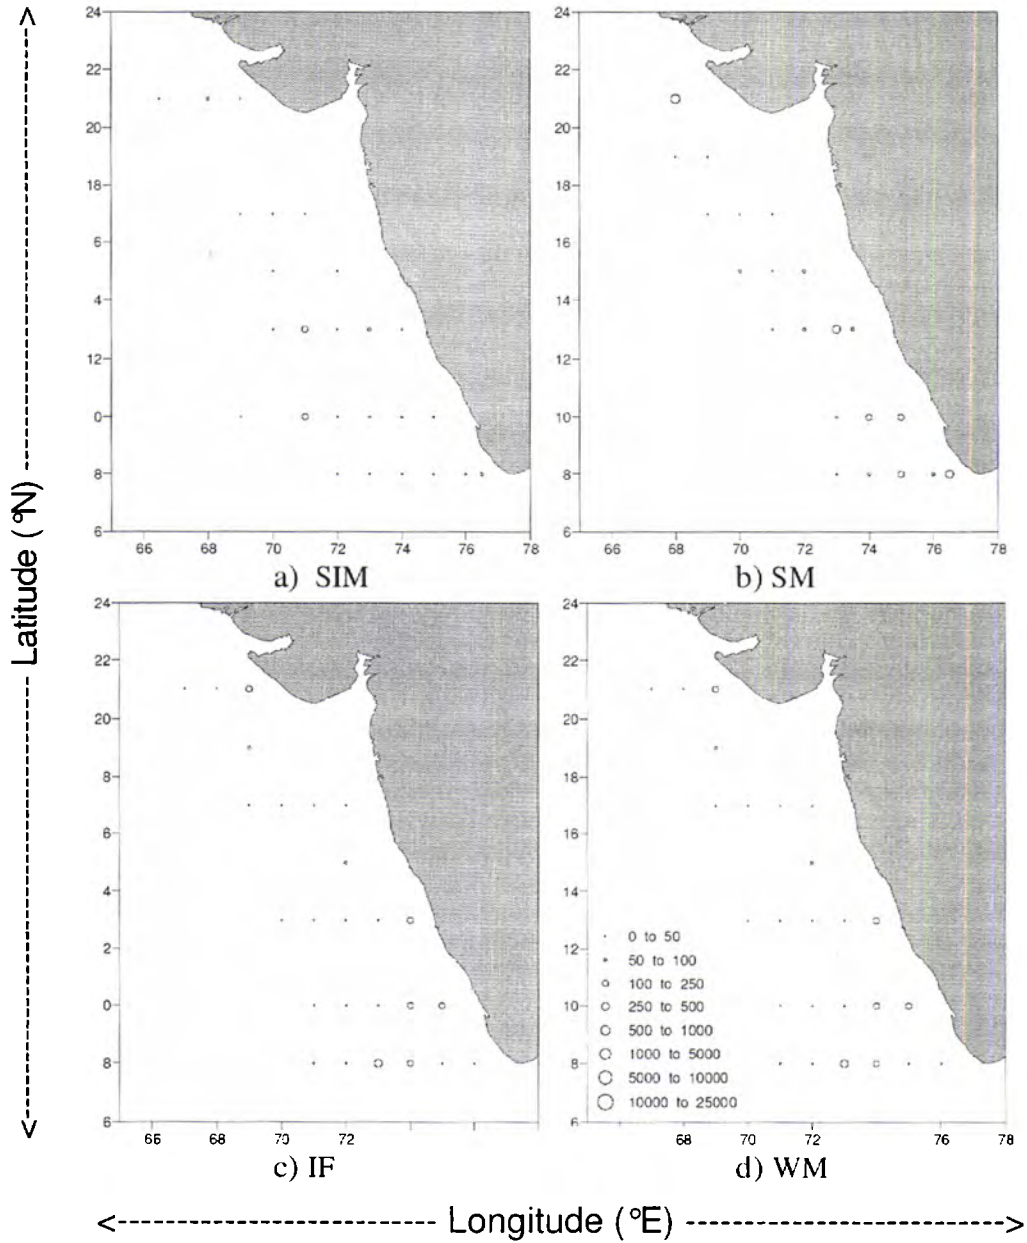 24 22 20 18 6 4 12 0 8 6
66 68 70 72 74 76 78
a) SIM
24 22 20 18 16 14 12 10 8 6
66 68 70 72 74 76 78
b) SM
24 22 20 8 6 4 2 0 8 6
66 68 70 72
c) IF
24 22 20 18 16 14 12 10 8 6
68 70 72 76 78
d) WM
0 to 50
50 to 100
100 to 250
250 to 500
500 to 1000
1000 to 5000
5000 to 10000
10000 to 25000
<---------------------- Latitude (°N) ---------------------->
<---------------------- Longitude (°E) ---------------------->